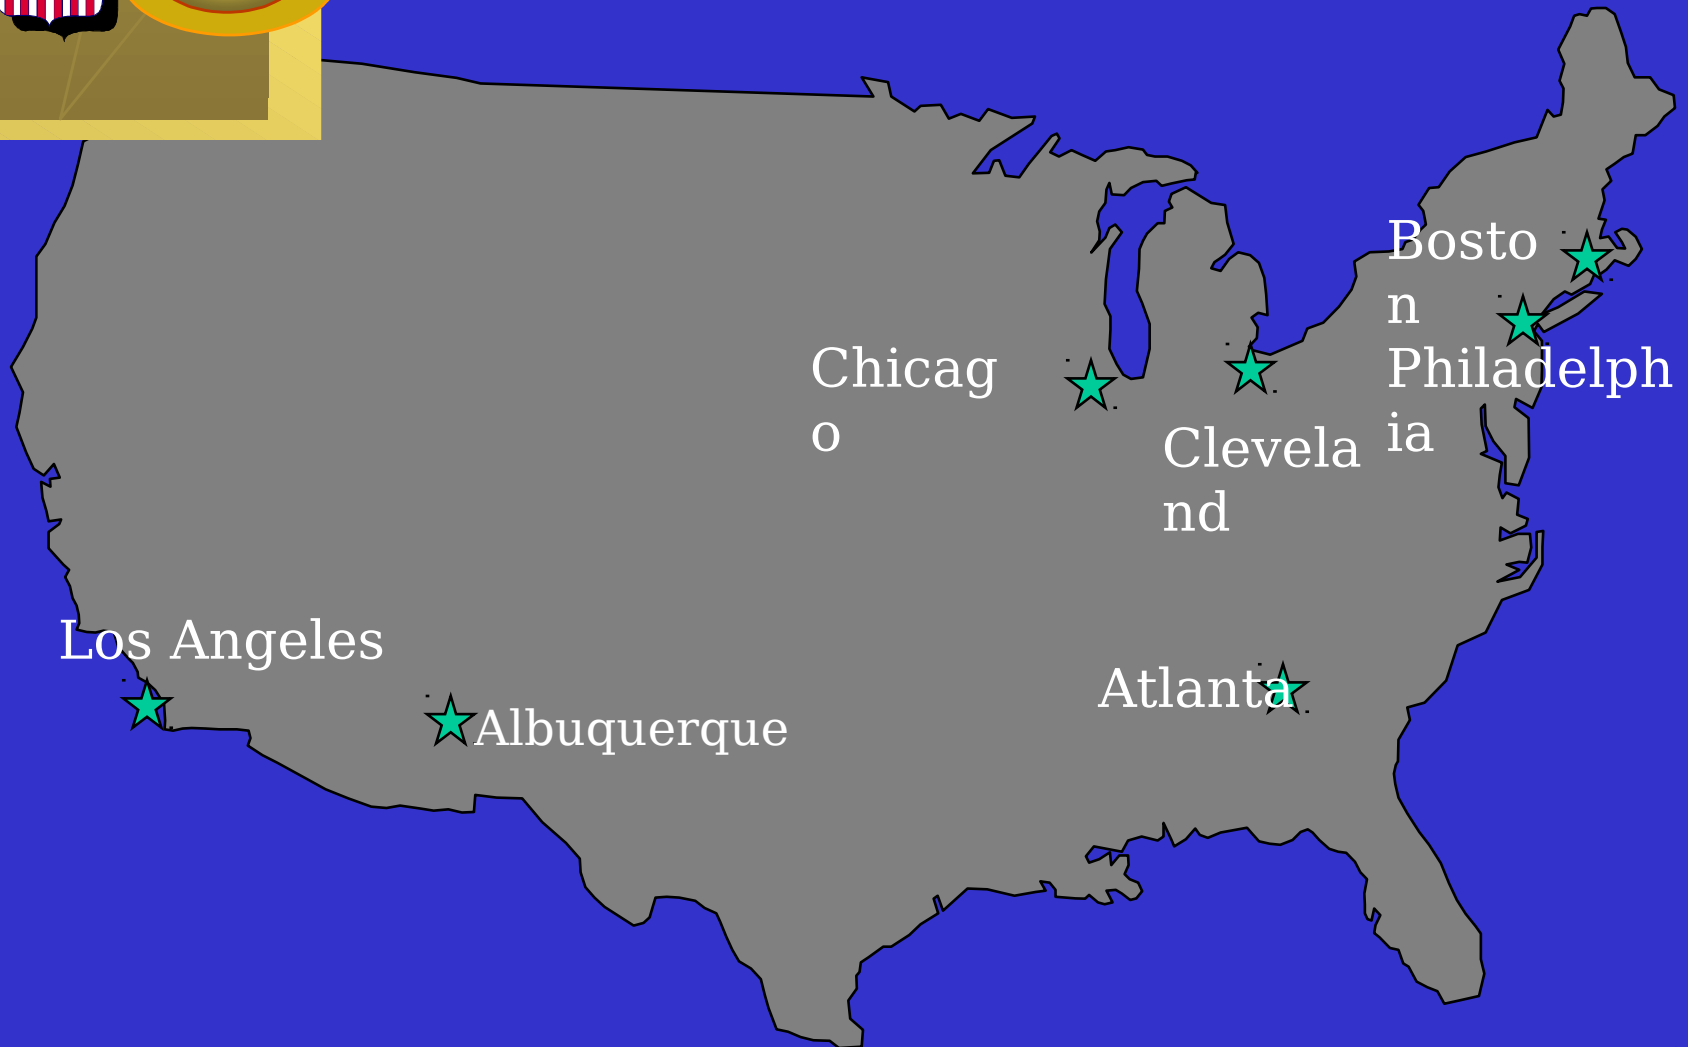 Bosto
n
Chicag
o
Philadelph
ia
Clevela
nd
Los Angeles
Atlanta
Albuquerque